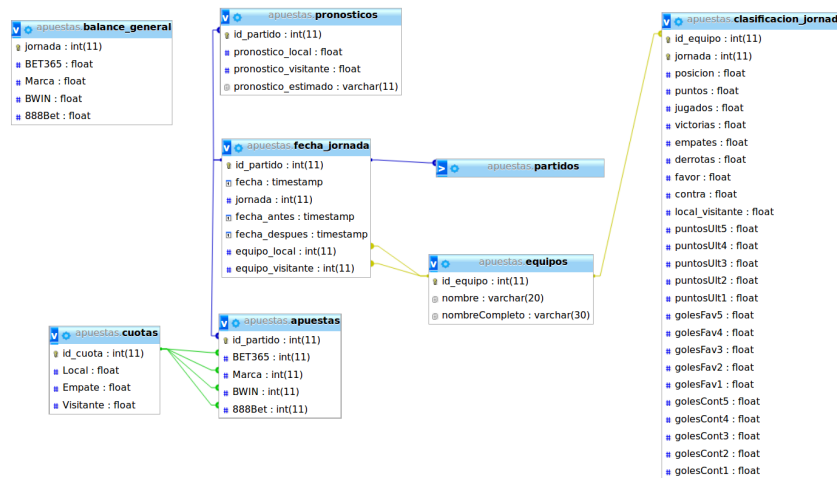 apuestas balance_general
jornada : int(11)
BET365 : float
Marca : float
BWIN : float
888Bet : float
apuestas pronosticos
id_partido : int(11)
pronostico_local : float
pronostico_visitante : float
pronostico_estimado : varchar(11)
apuestas fecha_jornada
id_partido : int(11)
fecha : timestamp
jornada : int(11)
fecha_antes : timestamp
fecha_despues : timestamp
equipo_local : int(11)
equipo_visitante : int(11)
apuestas partidos
apuestas equipos
id_equipo : int(11)
nombre : varchar(20)
nombreCompleto : varchar(30)
apuestas cuotas
id_cuota : int(11)
Local : float
Empate : float
Visitante : float
apuestas apuestas
id_partido : int(11)
BET365 : int(11)
Marca : int(11)
BWIN : int(11)
888Bet : int(11)
apuestas clasificacion_jornad
id_equipo : int(11)
jornada : int(11)
posicion : float
puntos : float
jugados : float
victorias : float
empates : float
derrotas : float
favor : float
contra : float
local_visitante : float
puntosUlt5 : float
puntosUlt4 : float
puntosUlt3 : float
puntosUlt2 : float
puntosUlt1 : float
golesFav5 : float
golesFav4 : float
golesFav3 : float
golesFav2 : float
golesFav1 : float
golesCont5 : float
golesCont4 : float
golesCont3 : float
golesCont2 : float
golesCont1 : float